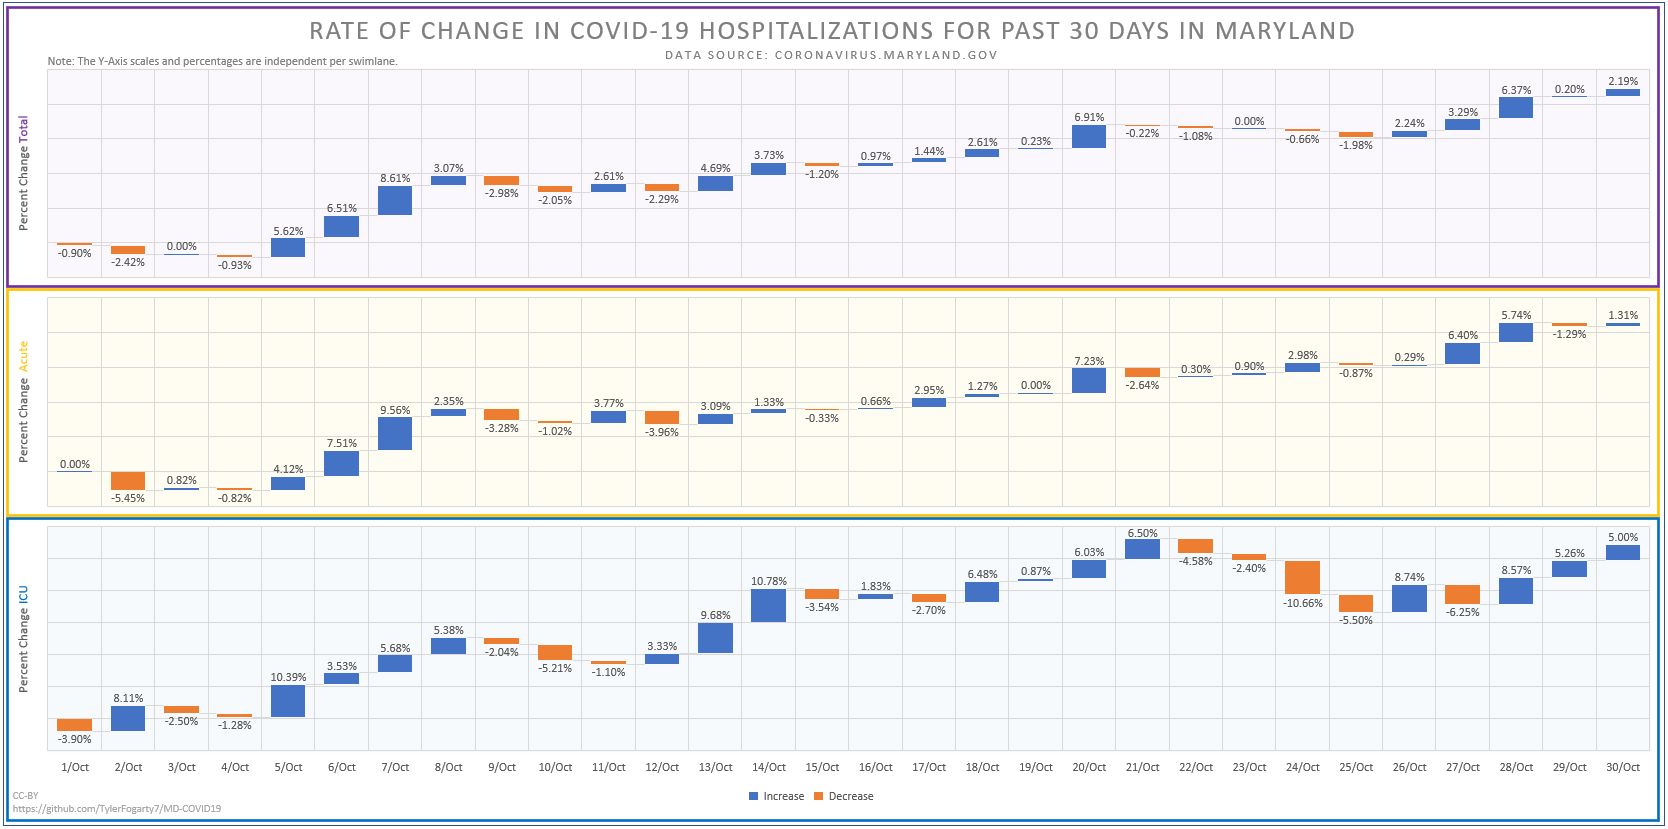 RATE OF CHANGE IN COVID-19 HOSPITALIZATIONS FOR PAST 30 DAYS IN MARYLAND
DATA SOURCE: CORONAVIRUS.MARYLAND.GOV
Note: The Y-Axis scales and percentages are independent per swimlane.
Percent Change Total
-0.90% -2.42% 0.00% -0.93% 5.62% 6.51% 8.61% 3.07% -2.98% -2.05% 2.61% -2.29% 4.69% 3.73% -1.20% 0.97% 1.44% 2.61% 0.23% 6.91% -0.22% -1.08% 0.00% -0.66% -1.98% 2.24% 3.29% 6.37% 0.20% 2.19%
Percent Change Acute
0.00% -5.45% 0.82% -0.82% 4.12% 7.51% 9.56% 2.35% -3.28% -1.02% 3.77% -3.96% 3.09% 1.33% -0.33% 0.66% 2.95% 1.27% 0.00% 7.23% -2.64% 0.30% 0.90% 2.98% -0.87% 0.29% 6.40% 5.74% -1.29% 1.31%
Percent Change ICU
-3.90% 8.11% -2.50% -1.28% 10.39% 3.53% 5.68% 5.38% -2.04% -5.21% -1.10% 3.33% 9.68% 10.78% -3.54% 1.83% -2.70% 6.48% 0.87% 6.03% 6.50% -4.58% -2.40% -10.66% -5.50% 8.74% -6.25% 8.57% 5.26% 5.00%
1/Oct 2/Oct 3/Oct 4/Oct 5/Oct 6/Oct 7/Oct 8/Oct 9/Oct 10/Oct 11/Oct 12/Oct 13/Oct 14/Oct 15/Oct 16/Oct 17/Oct 18/Oct 19/Oct 20/Oct 21/Oct 22/Oct 23/Oct 24/Oct 25/Oct 26/Oct 27/Oct 28/Oct 29/Oct 30/Oct
CC-BY
https://github.com/TylerFogarty7/MD-COVID19
Increase Decrease